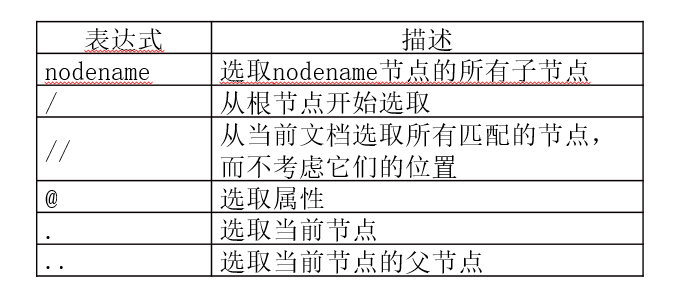 表达式 描述
nodename 选取nodename节点的所有子节点
/ 从根节点开始选取
// 从当前文档选取所有匹配的节点，
而不考虑它们的位置
@ 选取属性
. 选取当前节点
.. 选取当前节点的父节点